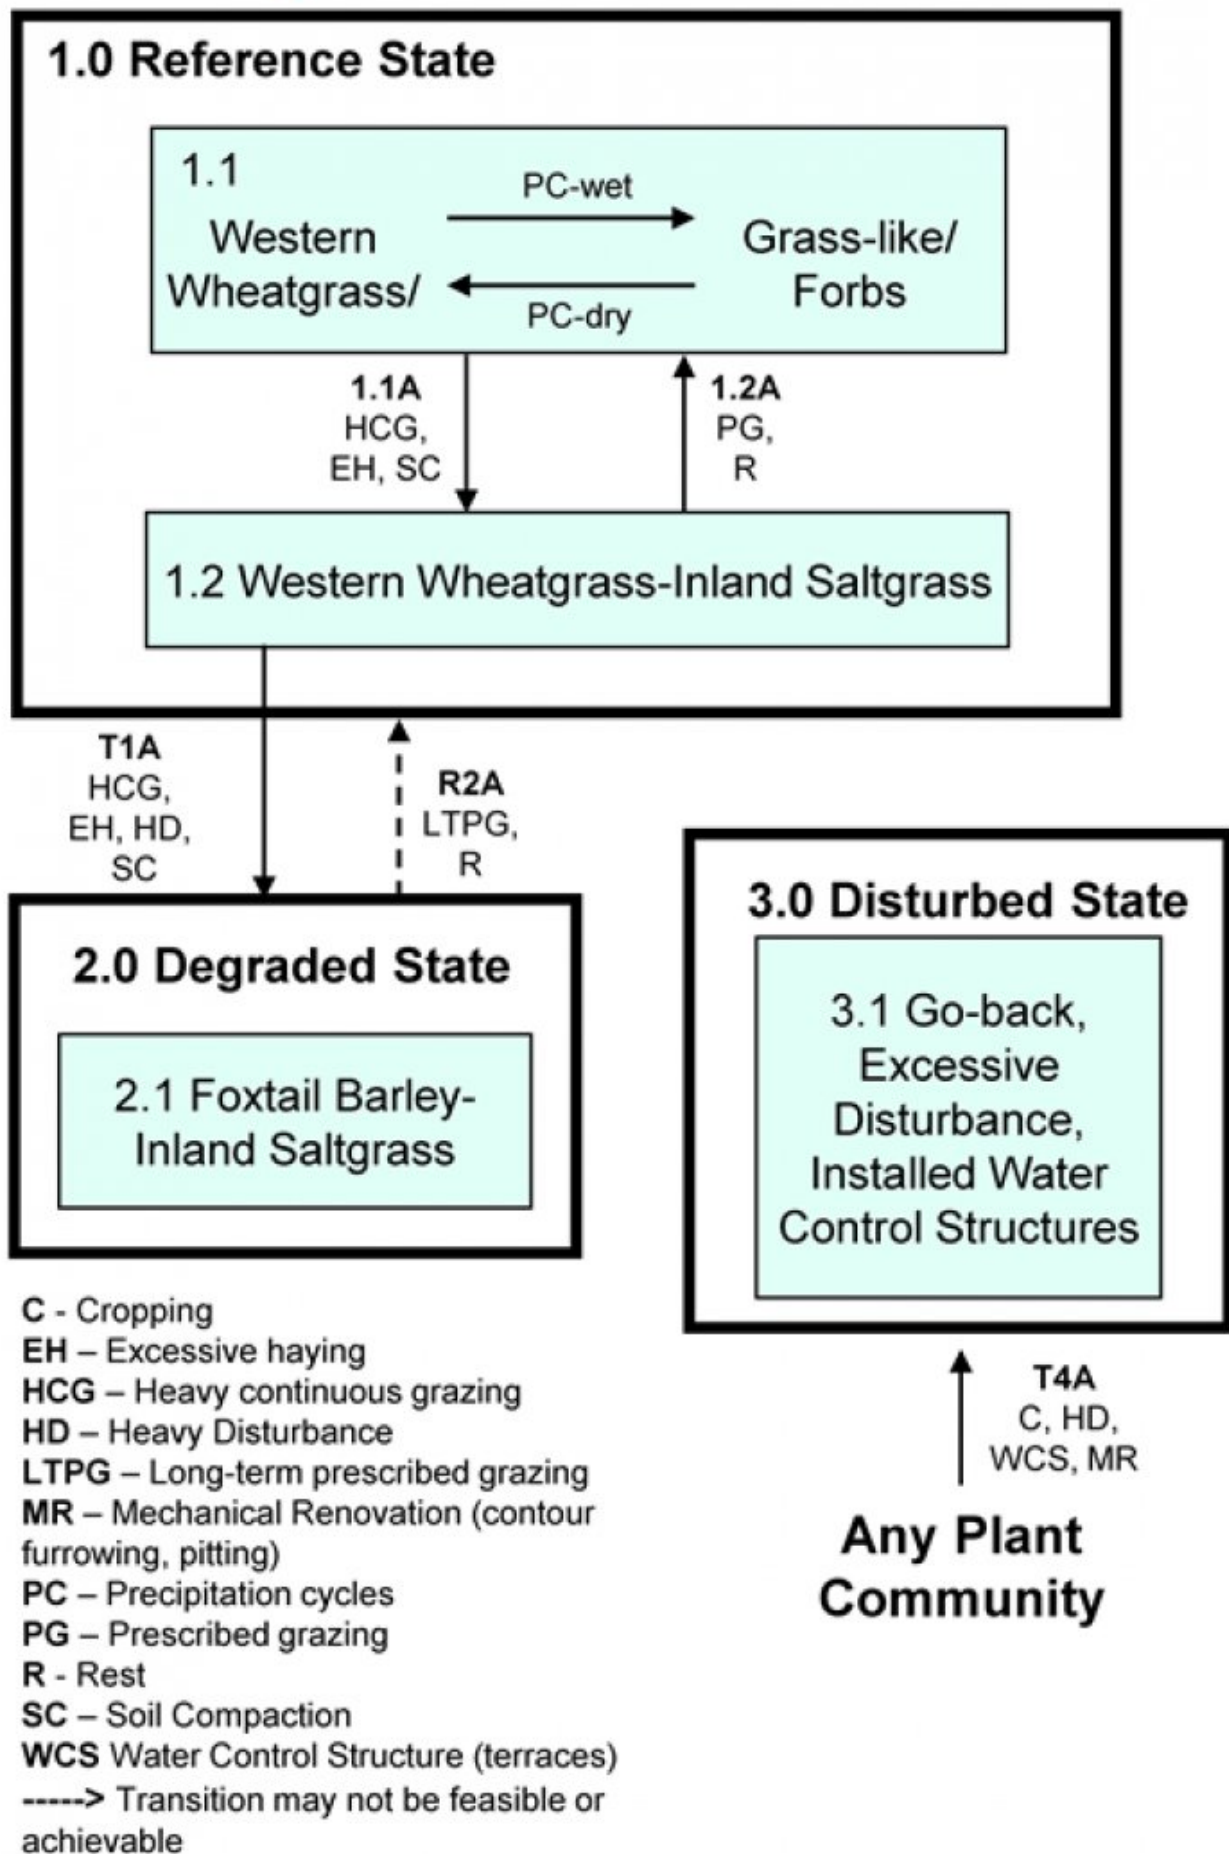 1.0 Reference State
1.1
PC-wet
Western
Wheatgrass/
Grass-like/
Forbs
PC-dry
1.1A
HCG,
EH, SC
1.2A
PG,
R
1.2 Western Wheatgrass-Inland Saltgrass
T1A
HCG,
EH, HD,
SC
R2A
LTPG,
R
2.0 Degraded State
2.1 Foxtail Barley-
Inland Saltgrass
3.0 Disturbed State
3.1 Go-back,
Excessive
Disturbance,
Installed Water
Control Structures
T4A
C, HD,
WCS, MR
Any Plant
Community
C - Cropping
EH – Excessive haying
HCG – Heavy continuous grazing
HD – Heavy Disturbance
LTPG – Long-term prescribed grazing
MR – Mechanical Renovation (contour
furrowing, pitting)
PC – Precipitation cycles
PG – Prescribed grazing
R - Rest
SC – Soil Compaction
WCS Water Control Structure (terraces)
-----> Transition may not be feasible or
achievable